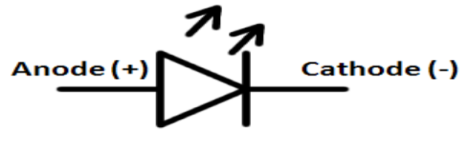 Anode (+) Cathode (-)